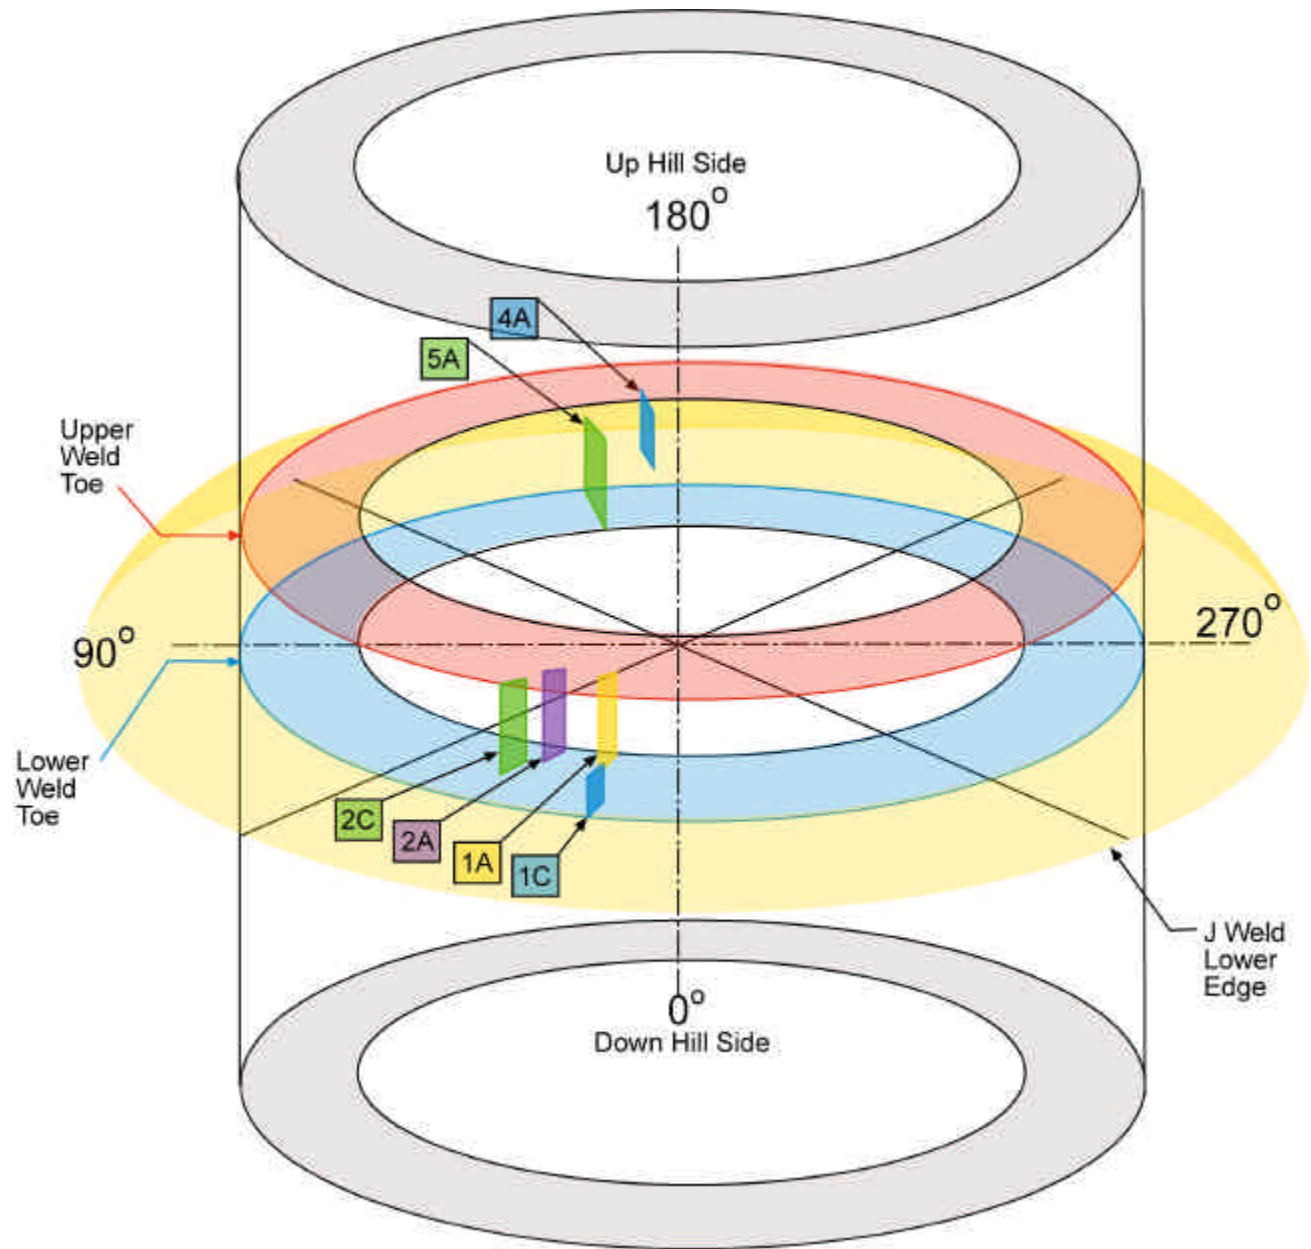 Up Hill Side
180°
4A
5A
Upper
Weld
Toe
90°
270°
Lower
Weld
Toe
2C
2A
1A
1C
J Weld
Lower
Edge
0°
Down Hill Side